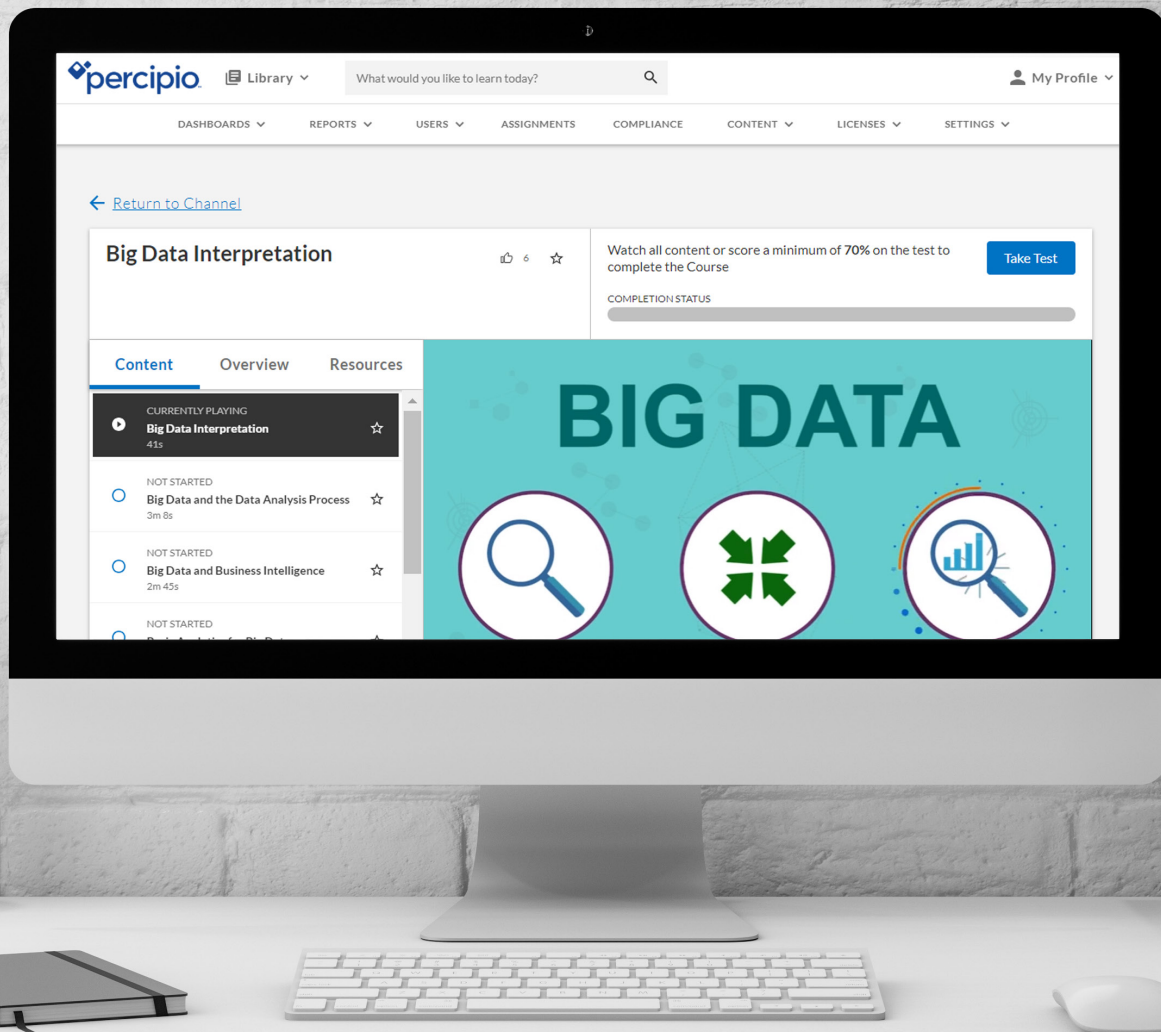 percipio
Library
What would you like to learn today?
My Profile
DASHBOARDS
REPORTS
USERS
ASSIGNMENTS
COMPLIANCE
CONTENT
LICENSES
SETTINGS
Return to Channel
Big Data Interpretation
6
Watch all content or score a minimum of 70% on the test to
complete the Course
Take Test
COMPLETION STATUS
Content
Overview
Resources
CURRENTLY PLAYING
Big Data Interpretation
41s
NOT STARTED
Big Data and the Data Analysis Process
3m 8s
NOT STARTED
Big Data and Business Intelligence
2m 45s
NOT STARTED
BIG DATA